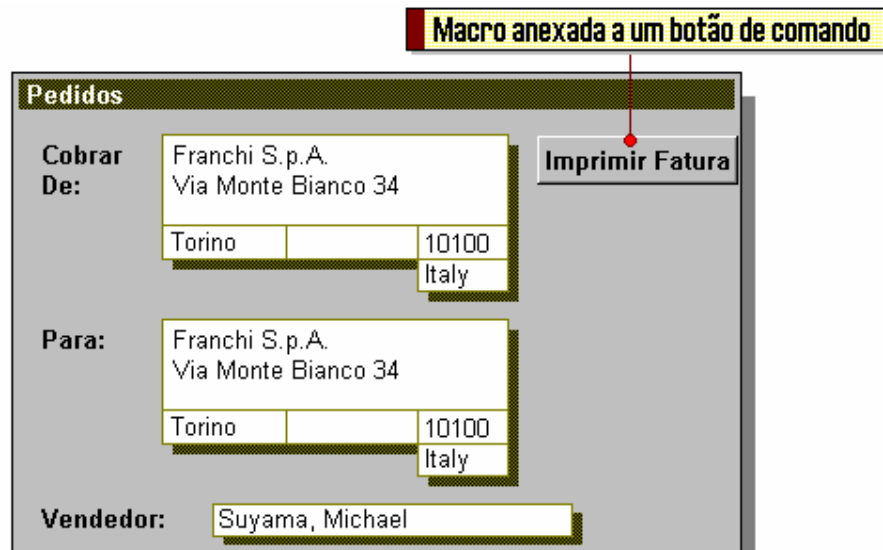 Macro anexada a um botão de comando
Pedidos
Cobrar De:
Franchi S.p.A.
Via Monte Bianco 34
Torino
10100
Italy
Imprimir Fatura
Para:
Franchi S.p.A.
Via Monte Bianco 34
Torino
10100
Italy
Vendedor:
Suyama, Michael